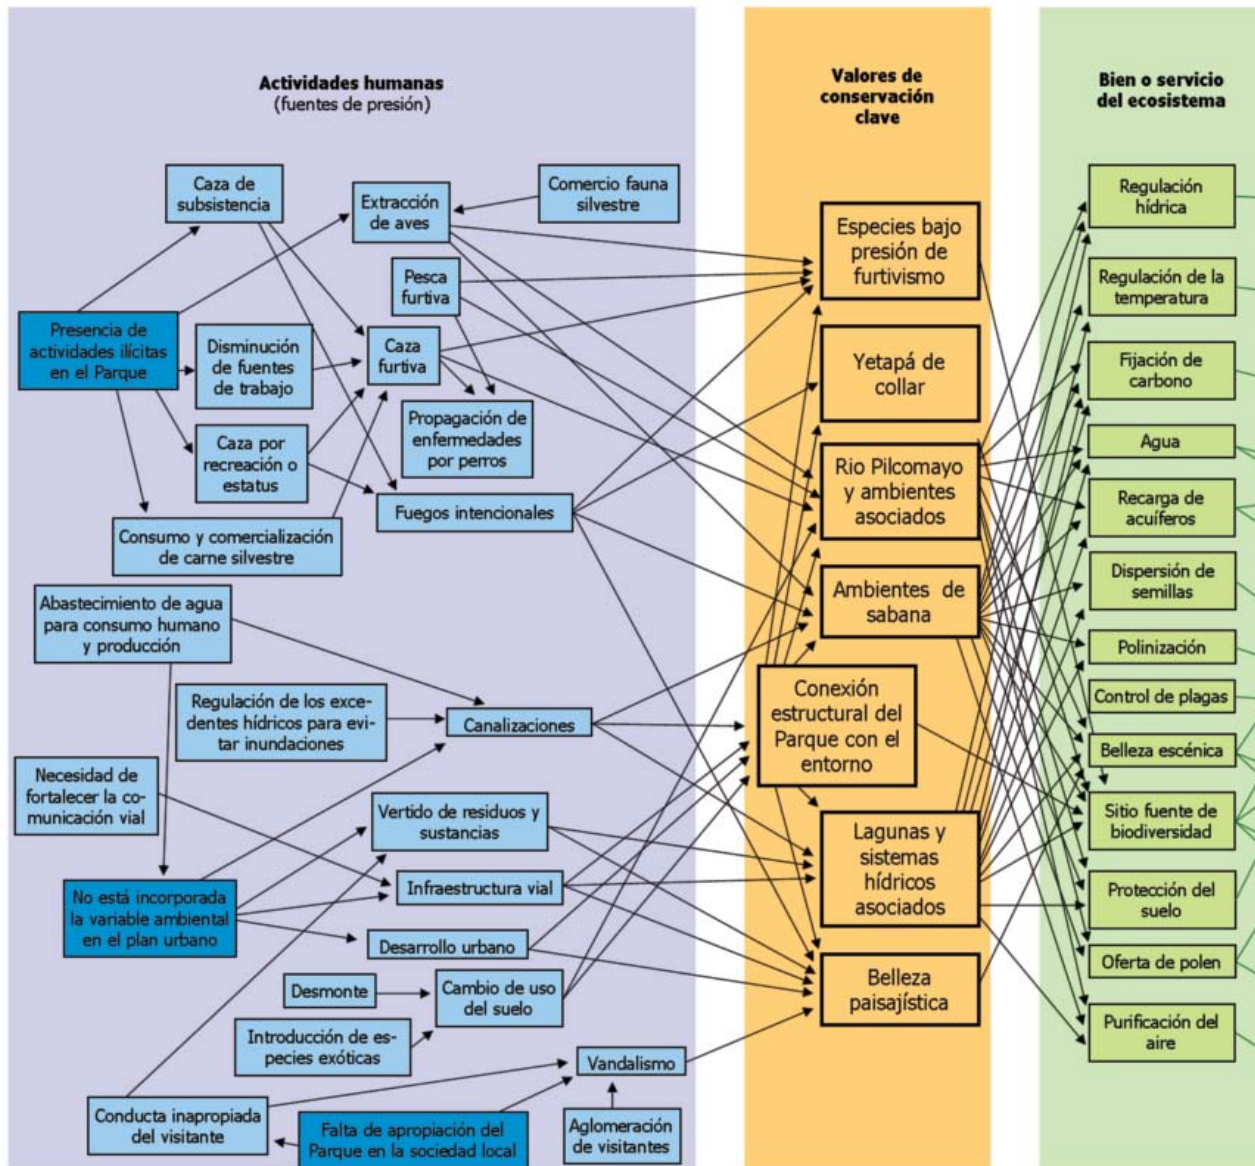 Actividades humanas
(fuentes de presión)
Caza de
subsistencia
Extracción
de aves
Comercio fauna
silvestre
Pesca
furtiva
Presencia de
actividades ilícitas
en el Parque
Disminución
de fuentes
de trabajo
Caza
furtiva
Caza por
recreación o
estatus
Propagación de
enfermedades
por perros
Fuegos intencionales
Consumo y comercialización
de carne silvestre
Abastecimiento de agua
para consumo humano
y producción
Regulación de los exce-
dentes hídricos para evi-
tar inundaciones
Canalizaciones
Necesidad de
fortalecer la co-
municación vial
Vertido de residuos y
sustancias
No está incorporada
la variable ambiental
en el plan urbano
Infraestructura vial
Desarrollo urbano
Desmonte
Cambio de uso
del suelo
Introducción de es-
pecies exóticas
Vandalismo
Conducta inapropiada
del visitante
Falta de apropiación del
Parque en la sociedad local
Aglomeración
de visitantes
Valores de
conservación
clave
Especies bajo
presión de
furtivismo
Yetapá de
collar
Rio Pilcomayo
y ambientes
asociados
Ambientes de
sabana
Conexión
estructural del
Parque con el
entorno
Lagunas y
sistemas
hídricos
asociados
Belleza
paisajística
Bien o servicio
del ecosistema
Regulación
hídrica
Regulación de la
temperatura
Fijación de
carbono
Agua
Recarga de
acuíferos
Dispersión de
semillas
Polinización
Control de plagas
Belleza escénica
Sitio fuente de
biodiversidad
Protección del
suelo
Oferta de polen
Purificación del
aire